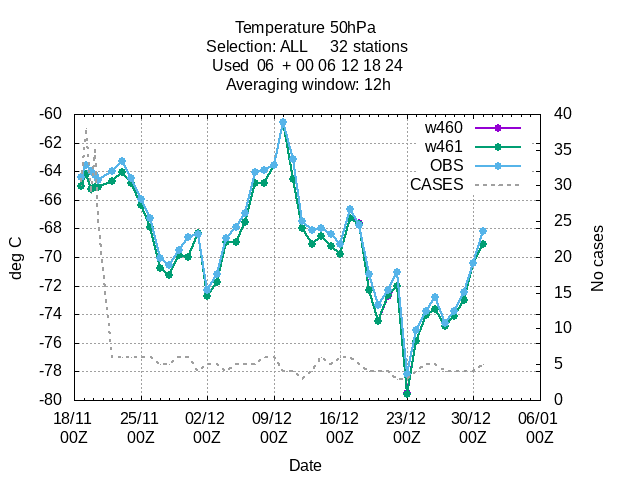 Temperature 50hPa
Selection: ALL     32 stations
Used  06  + 00 06 12 18 24
Averaging window: 12h
-60
-62
-64
-66
-68
-70
-72
-74
-76
-78
-80
deg C
40
35
30
25
20
15
10
5
0
No cases
w460
w461
OBS
CASES
18/11 25/11 02/12 09/12 16/12 23/12 30/12 06/01
00Z 00Z 00Z 00Z 00Z 00Z 00Z 00Z
Date